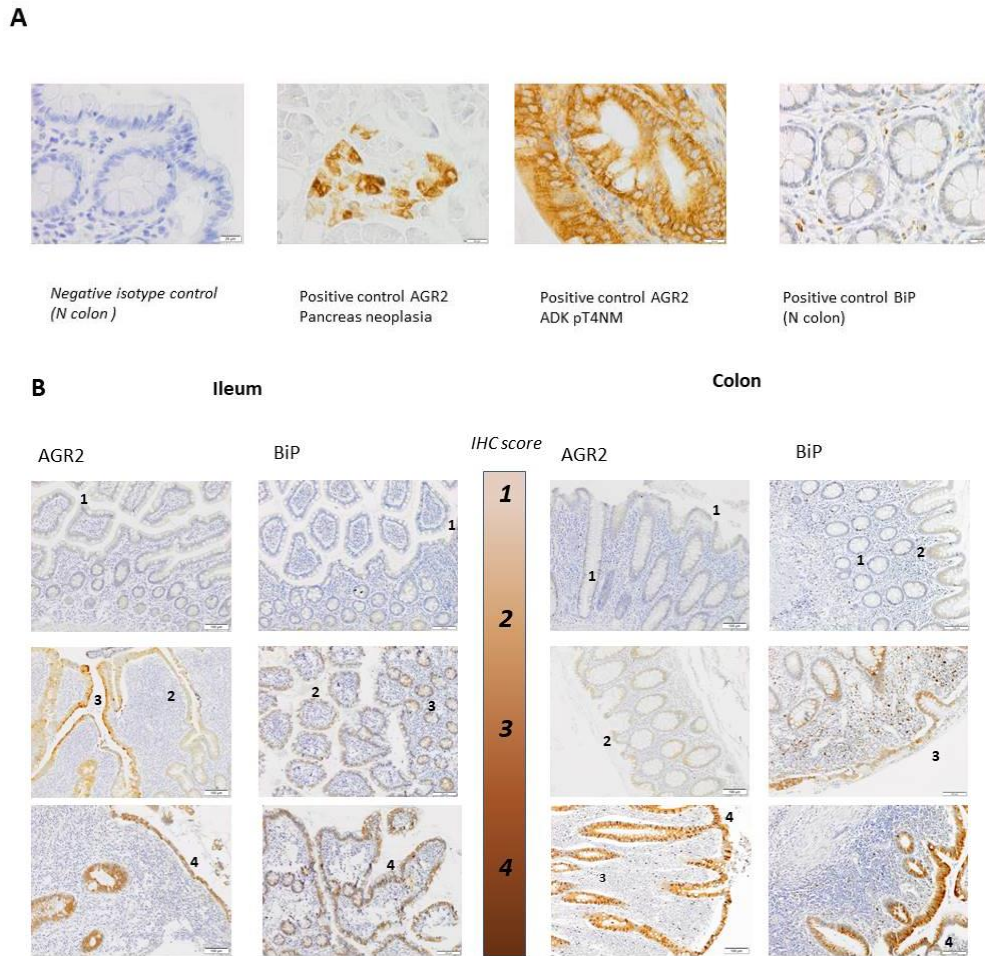 A
Negative isotype control
(N colon )
Positive control AGR2
Pancreas neoplasia
Positive control AGR2
ADK pT4NM
Positive control BiP
(N colon)
B
Ileum
Colon
AGR2
BiP
IHC score
AGR2
BiP
1
1
1
1
1
1
2
2
3
2
2
3
3
2
3
4
4
4
4
3
4